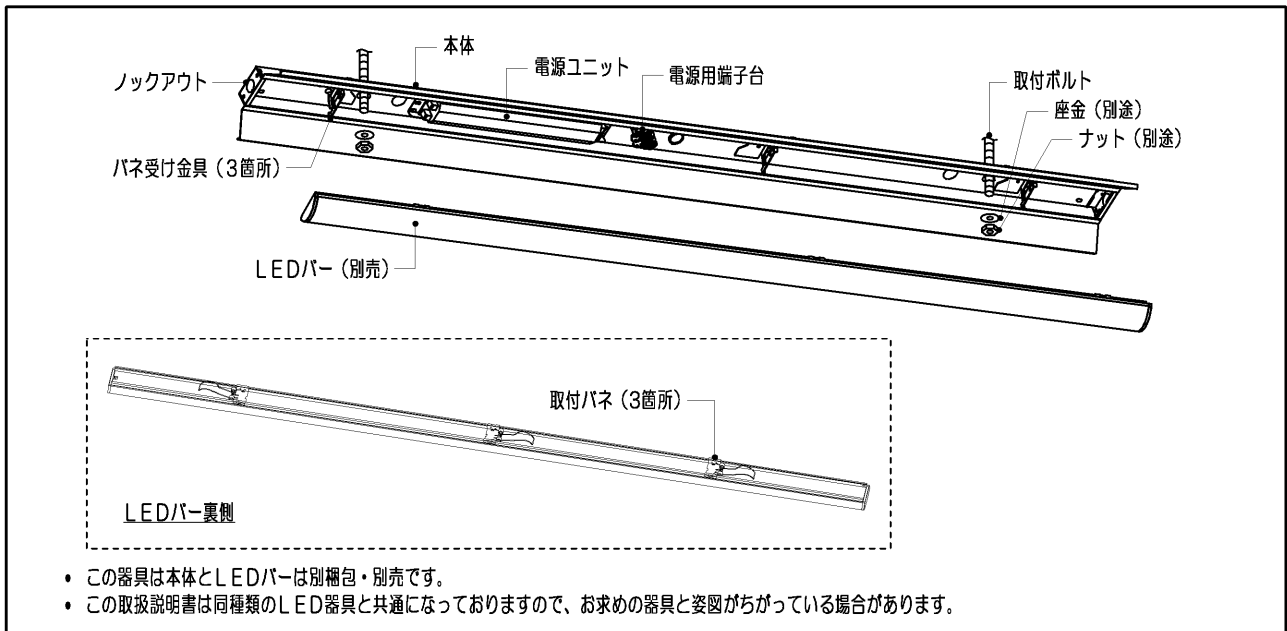 本体
電源ユニット
電源用端子台
取付ボルト
ノックアウト
座金（別途）
ナット（別途）
バネ受け金具（3箇所）
ＬＥＤバー（別売）
取付バネ（3箇所）
ＬＥＤバー裏側
• この器具は本体とＬＥＤバーは別梱包・別売です。
• この取扱説明書は同種類のＬＥＤ器具と共通になっておりますので、お求めの器具と姿図がちがっている場合があります。